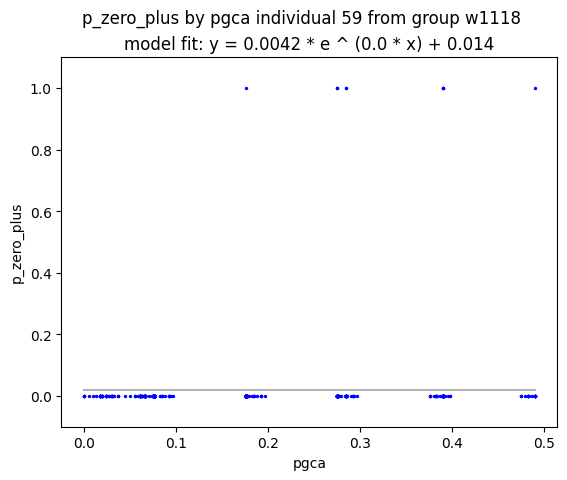 p_zero_plus by pgca individual 59 from group w1118
model fit: y = 0.0042 * e ^ (0.0 * x) + 0.014
1.0
0.8
0.6
0.4
0.2
0.0
p_zero_plus
0.0 0.1 0.2 0.3 0.4 0.5
pgca